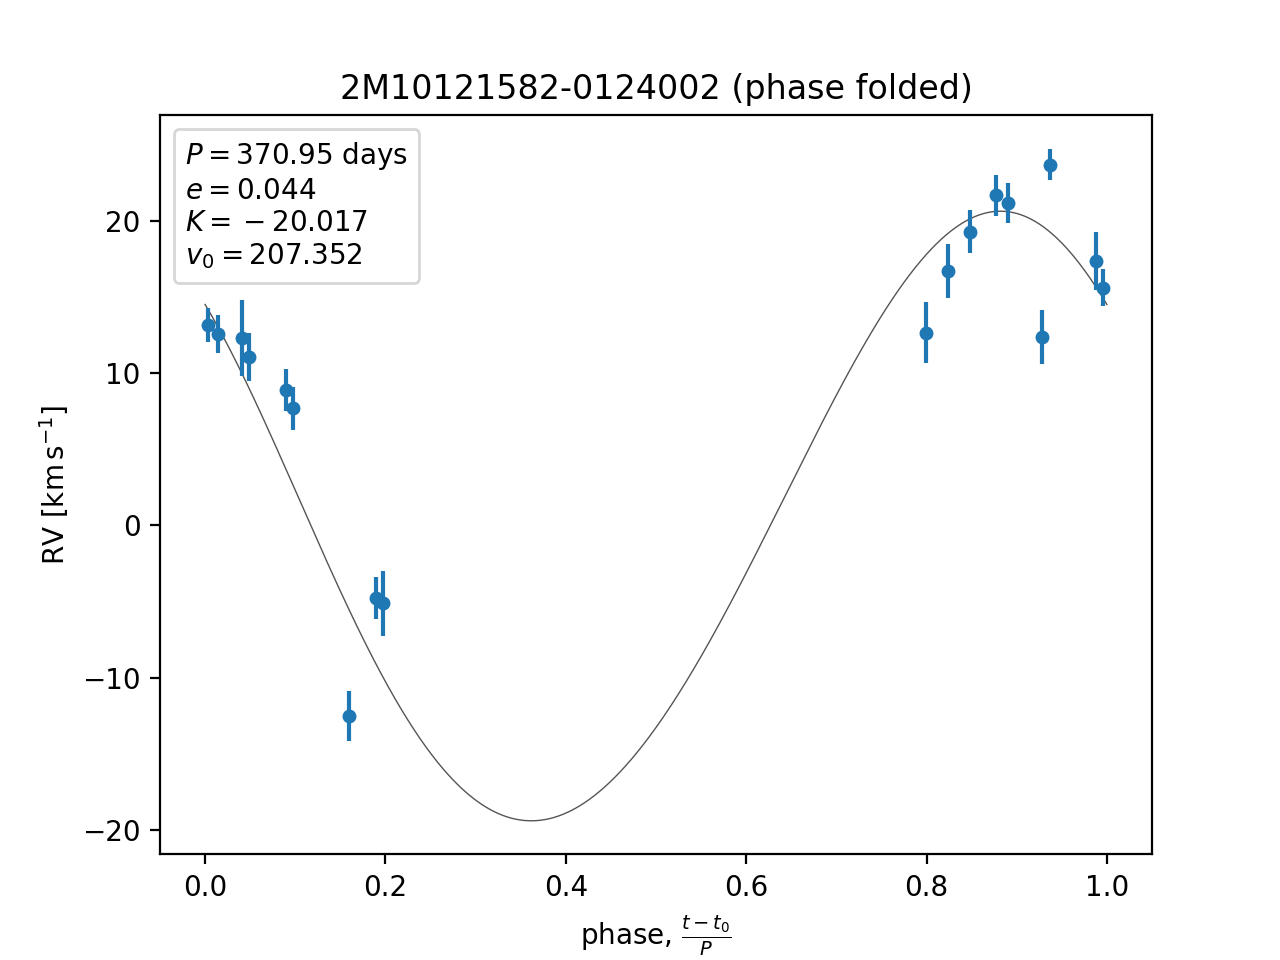 2M10121582-0124002 (phase folded)
P = 370.95 days
e = 0.044
K = − 20.017
v₀ = 207.352
20
10
0
−10
−20
RV [km s⁻¹]
0.0 0.2 0.4 0.6 0.8 1.0
phase, (t − t₀)/P